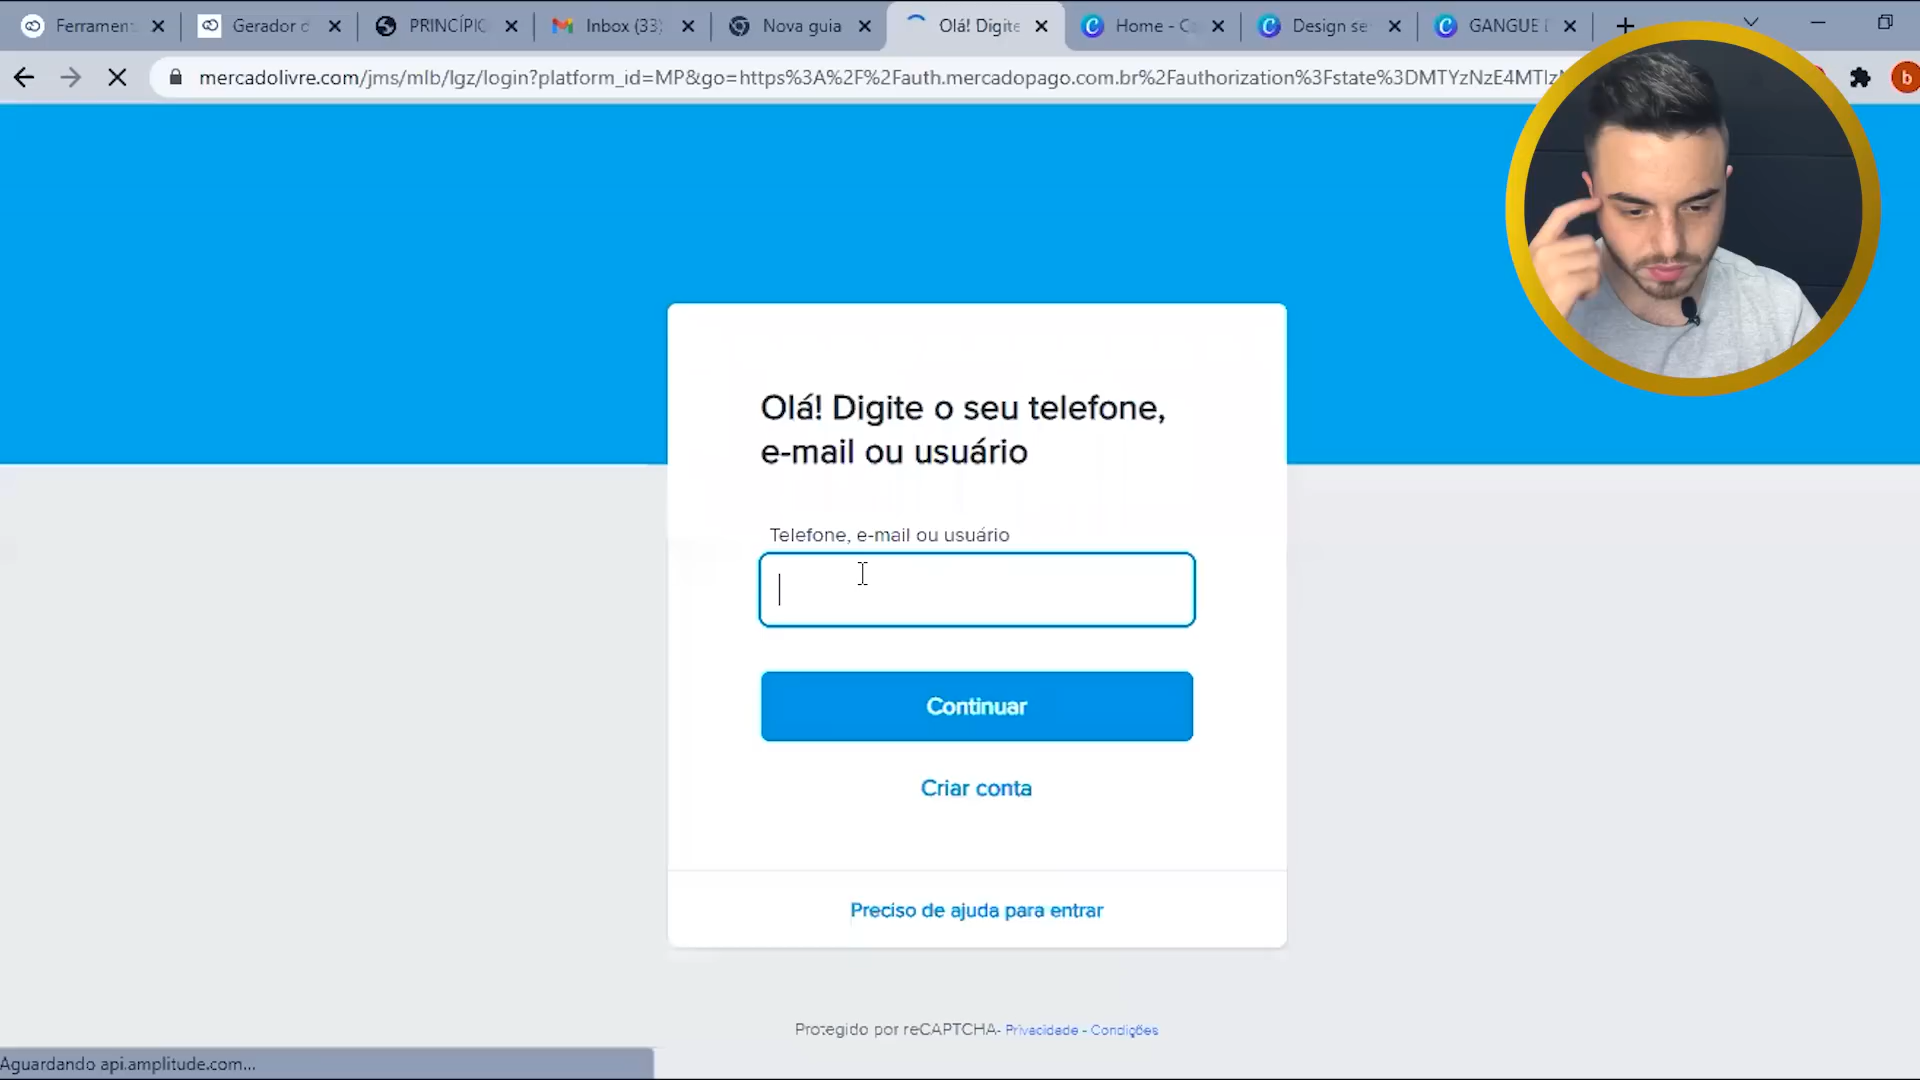 Ferrament
Gerador d
PRINCÍPIO
Inbox (33)
Nova guia
Olá! Digite
Home - C
Design se
GANGUE
mercadolivre.com/jms/mlb/lgz/login?platform_id=MP&go=https%3A%2F%2Fauth.mercadopago.com.br%2Fauthorization%3Fstate%3DMTYzNzE4MTIz
b
Olá! Digite o seu telefone,
e-mail ou usuário
Telefone, e-mail ou usuário
Continuar
Criar conta
Preciso de ajuda para entrar
Protegido por reCAPTCHA- Privacidade - Condições
Aguardando api.amplitude.com...